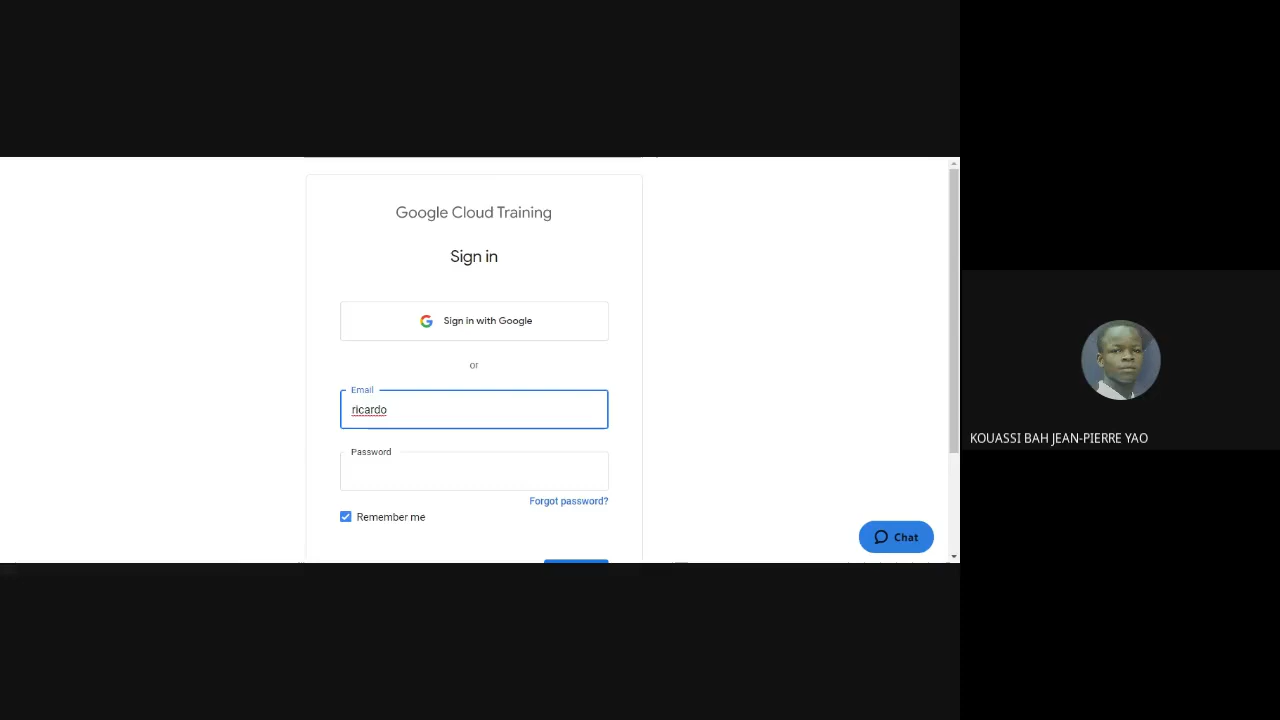 Google Cloud Training
Sign in
Sign in with Google
or
Email
ricardo
Password
Forgot password?
Remember me
Chat
KOUASSI BAH JEAN-PIERRE YAO